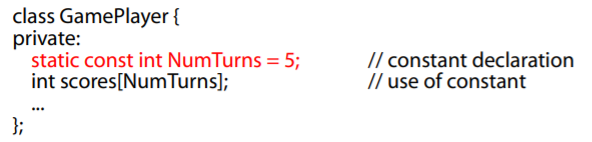 class GamePlayer {
private:
static const int NumTurns = 5; // constant declaration
int scores[NumTurns]; // use of constant
...
};